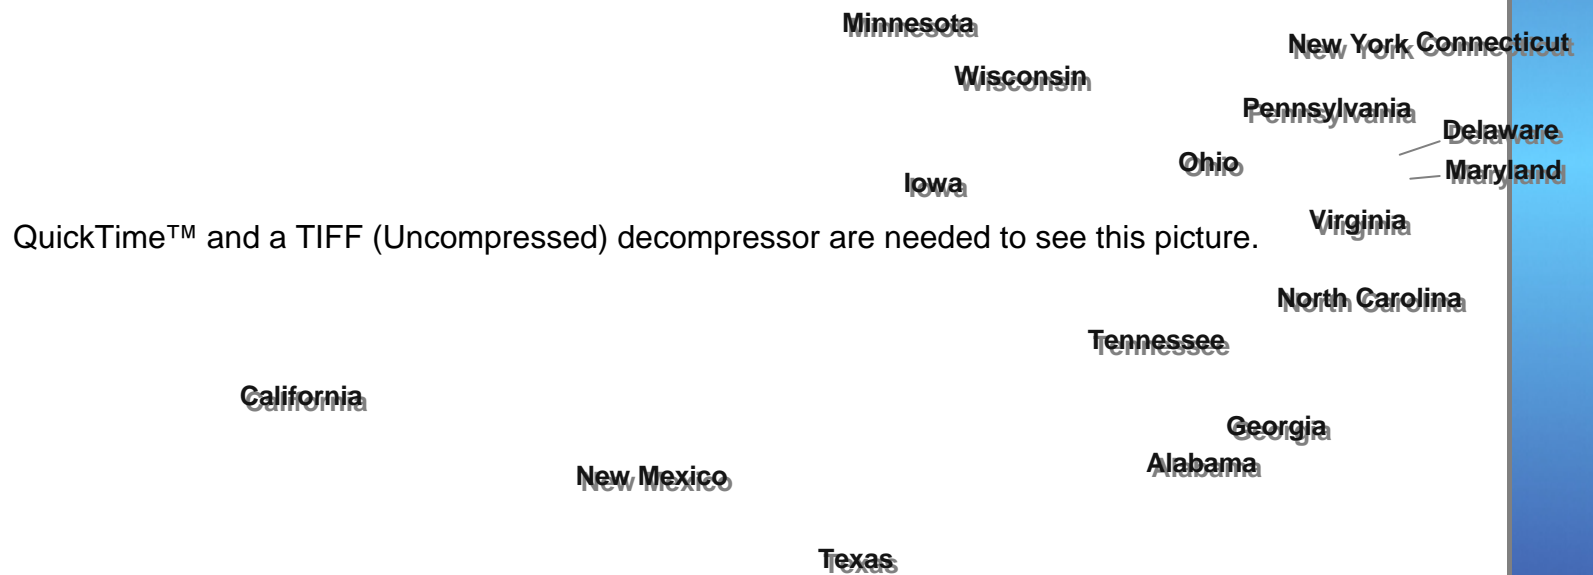 Minnesota
New York Connecticut
Wisconsin
Pennsylvania
Delaware
Ohio
Maryland
Iowa
Virginia
QuickTime™ and a TIFF (Uncompressed) decompressor are needed to see this picture.
North Carolina
Tennessee
California
Georgia
Alabama
New Mexico
Texas